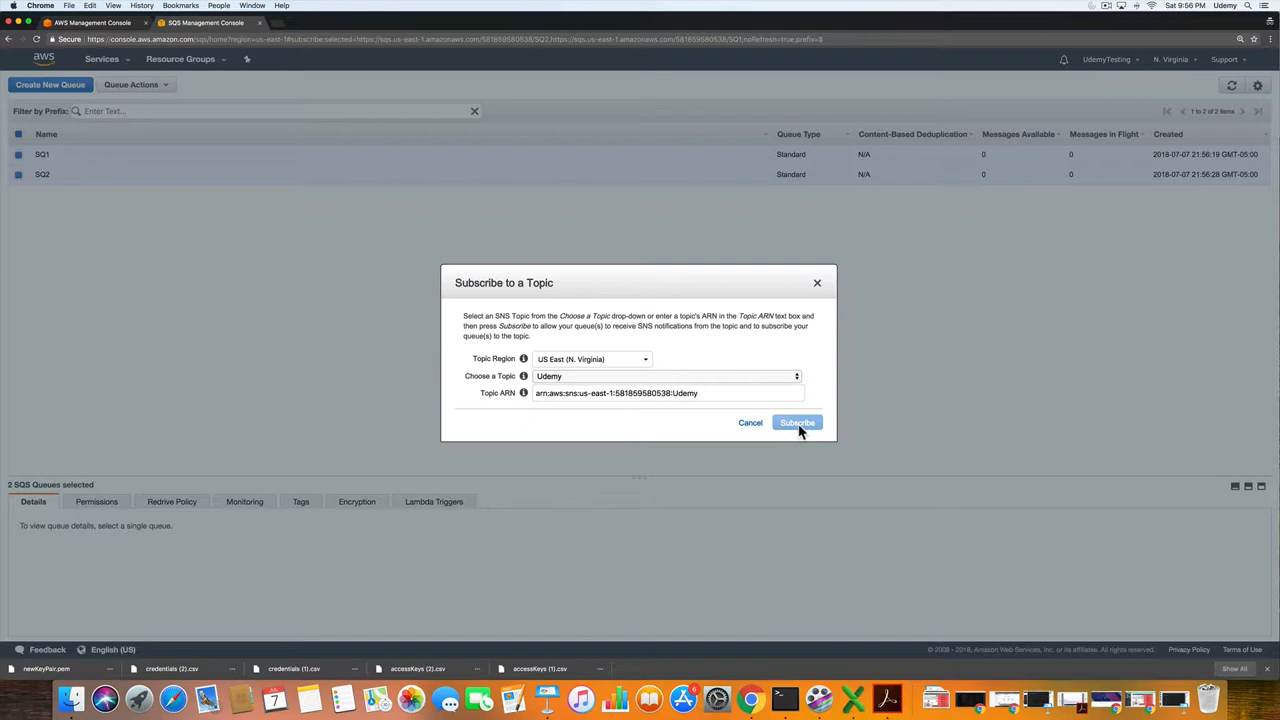 Chrome File Edit View History Bookmarks People Window Help Sat 9:56 PM Udemy
AWS Management Console SQS Management Console
Secure https://console.aws.amazon.com/sqs/home?region=us-east-1#subscribe:selected=https://sqs.us-east-1.amazonaws.com/581859580538/SQ2,https://sqs.us-east-1.amazonaws.com/581859580538/SQ1;noRefresh=true;prefix=$
aws Services Resource Groups UdemyTesting N. Virginia Support
Create New Queue Queue Actions
Filter by Prefix: Enter Text... 1 to 2 of 2 items
Name Queue Type Content-Based Deduplication Messages Available Messages in Flight Created
SQ1 Standard N/A 0 0 2018-07-07 21:56:19 GMT-05:00
SQ2 Standard N/A 0 0 2018-07-07 21:56:28 GMT-05:00
Subscribe to a Topic
Select an SNS Topic from the Choose a Topic drop-down or enter a topic's ARN in the Topic ARN text box and
then press Subscribe to allow your queue(s) to receive SNS notifications from the topic and to subscribe your
queue(s) to the topic.
Topic Region US East (N. Virginia)
Choose a Topic Udemy
Topic ARN arn:aws:sns:us-east-1:581859580538:Udemy
Cancel Subscribe
2 SQS Queues selected
Details Permissions Redrive Policy Monitoring Tags Encryption Lambda Triggers
To view queue details, select a single queue.
Feedback English (US) © 2008 - 2018, Amazon Web Services, Inc. or its affiliates. All rights reserved. Privacy Policy Terms of Use
newKeyPair.pem credentials (2).csv credentials (1).csv accessKeys (2).csv accessKeys (1).csv Show All